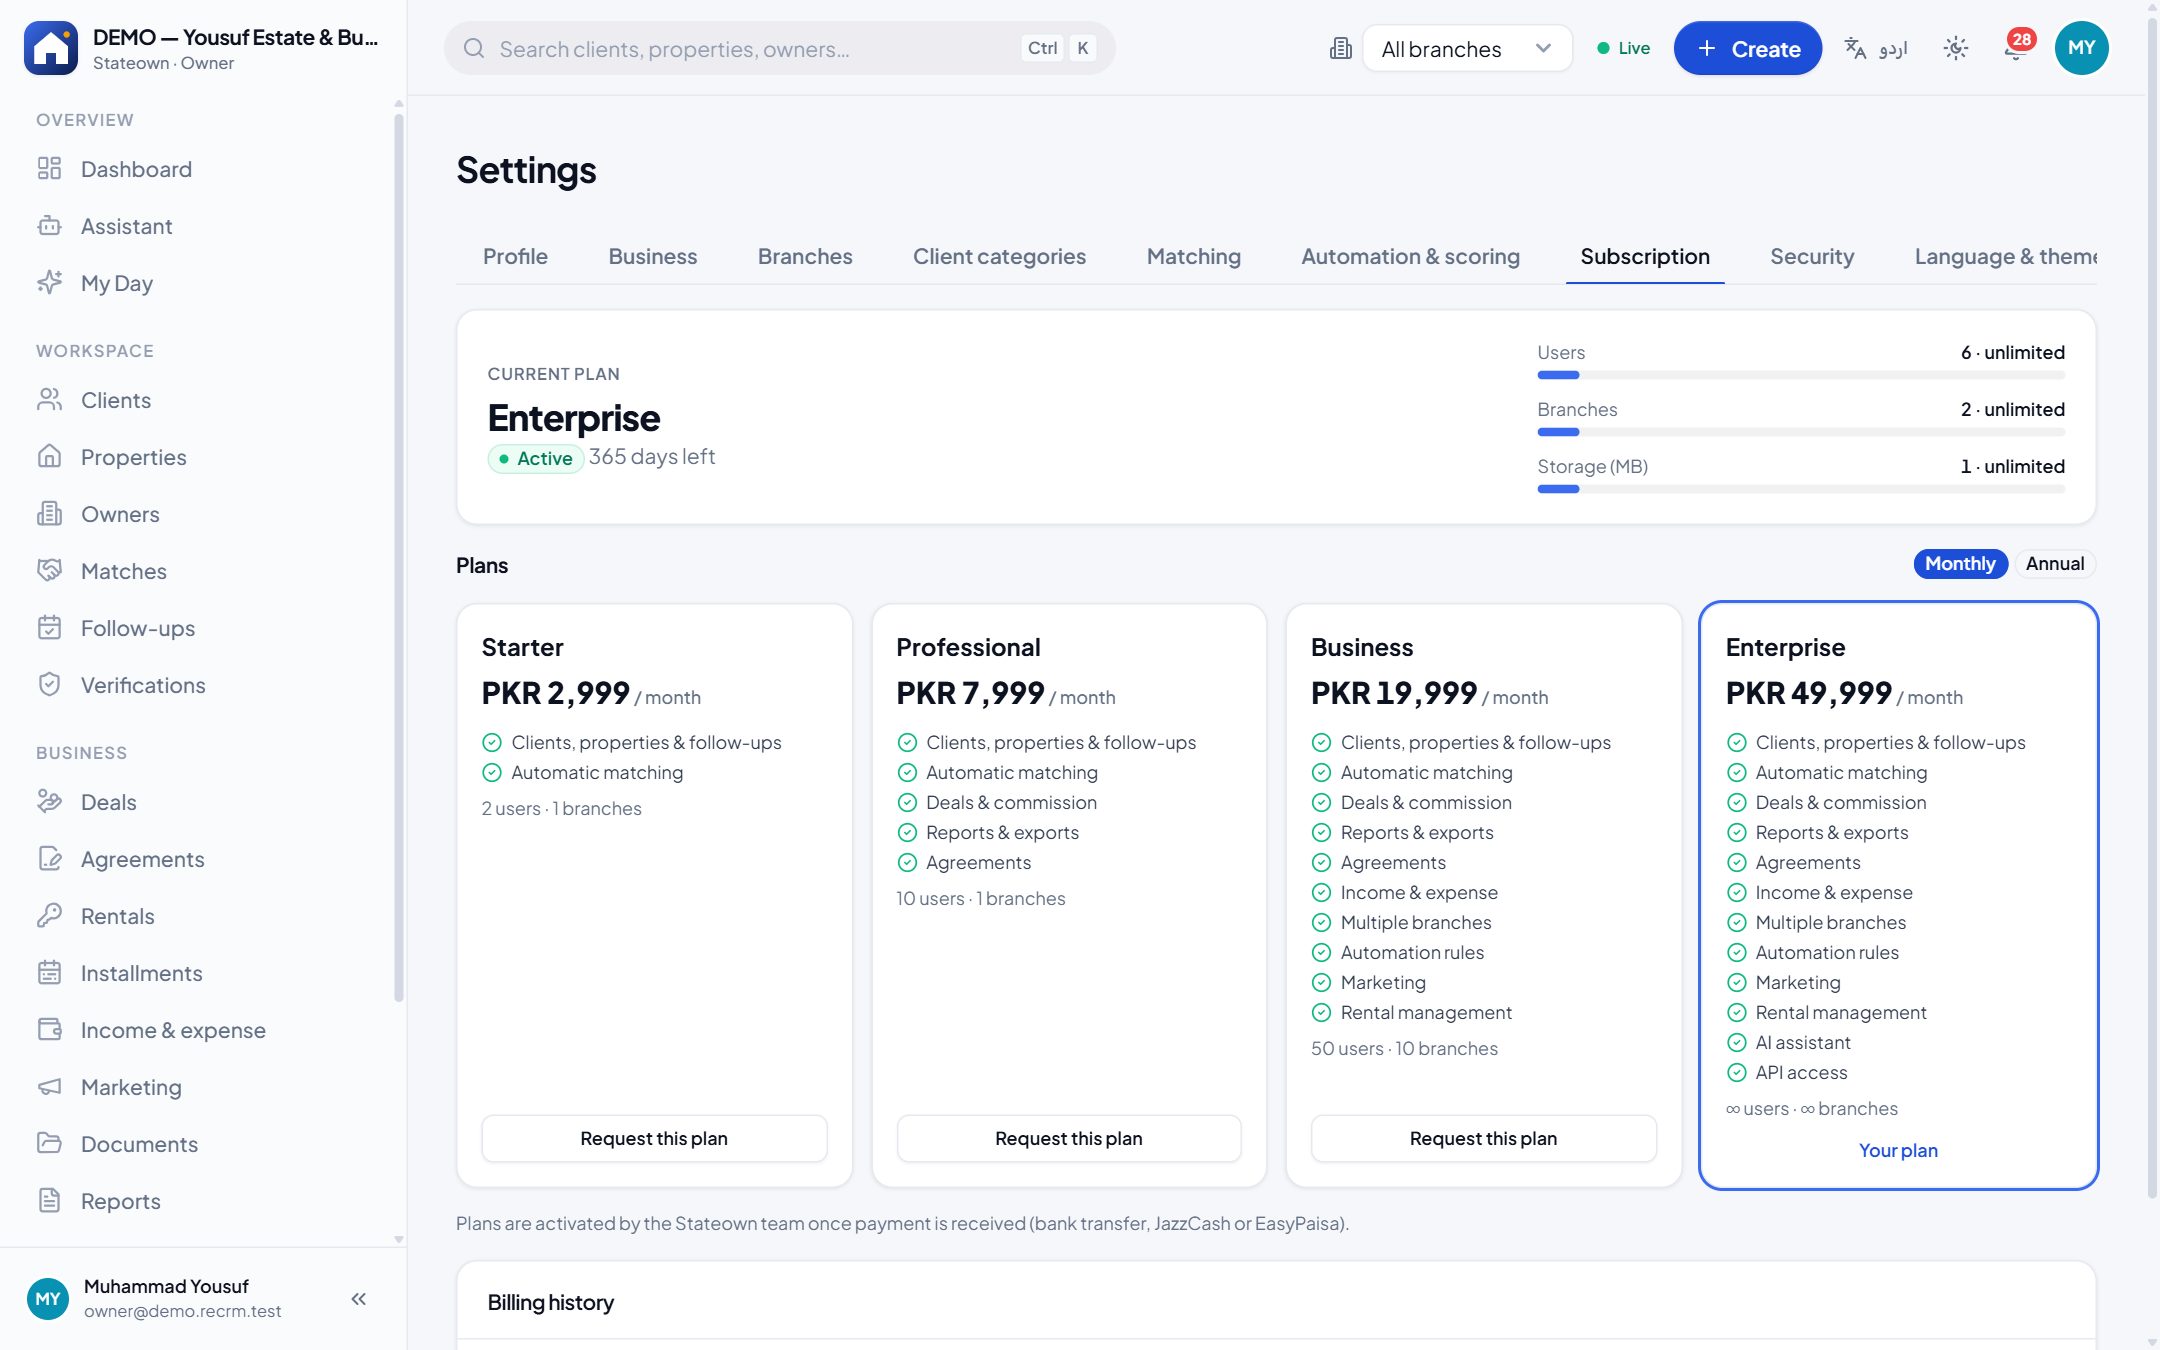 DEMO — Yousuf Estate & Bu...
Stateown · Owner
Search clients, properties, owners...
Ctrl K
All branches
Live
+ Create
اردو
28
MY
OVERVIEW
Dashboard
Assistant
My Day
WORKSPACE
Clients
Properties
Owners
Matches
Follow-ups
Verifications
BUSINESS
Deals
Agreements
Rentals
Installments
Income & expense
Marketing
Documents
Reports
MY
Muhammad Yousuf
owner@demo.recrm.test
Settings
Profile Business Branches Client categories Matching Automation & scoring Subscription Security Language & theme
CURRENT PLAN
Enterprise
Active 365 days left
Users 6 · unlimited
Branches 2 · unlimited
Storage (MB) 1 · unlimited
Plans
Monthly Annual
Starter
PKR 2,999 / month
Clients, properties & follow-ups
Automatic matching
2 users · 1 branches
Request this plan
Professional
PKR 7,999 / month
Clients, properties & follow-ups
Automatic matching
Deals & commission
Reports & exports
Agreements
10 users · 1 branches
Request this plan
Business
PKR 19,999 / month
Clients, properties & follow-ups
Automatic matching
Deals & commission
Reports & exports
Agreements
Income & expense
Multiple branches
Automation rules
Marketing
Rental management
50 users · 10 branches
Request this plan
Enterprise
PKR 49,999 / month
Clients, properties & follow-ups
Automatic matching
Deals & commission
Reports & exports
Agreements
Income & expense
Multiple branches
Automation rules
Marketing
Rental management
AI assistant
API access
∞ users · ∞ branches
Your plan
Plans are activated by the Stateown team once payment is received (bank transfer, JazzCash or EasyPaisa).
Billing history